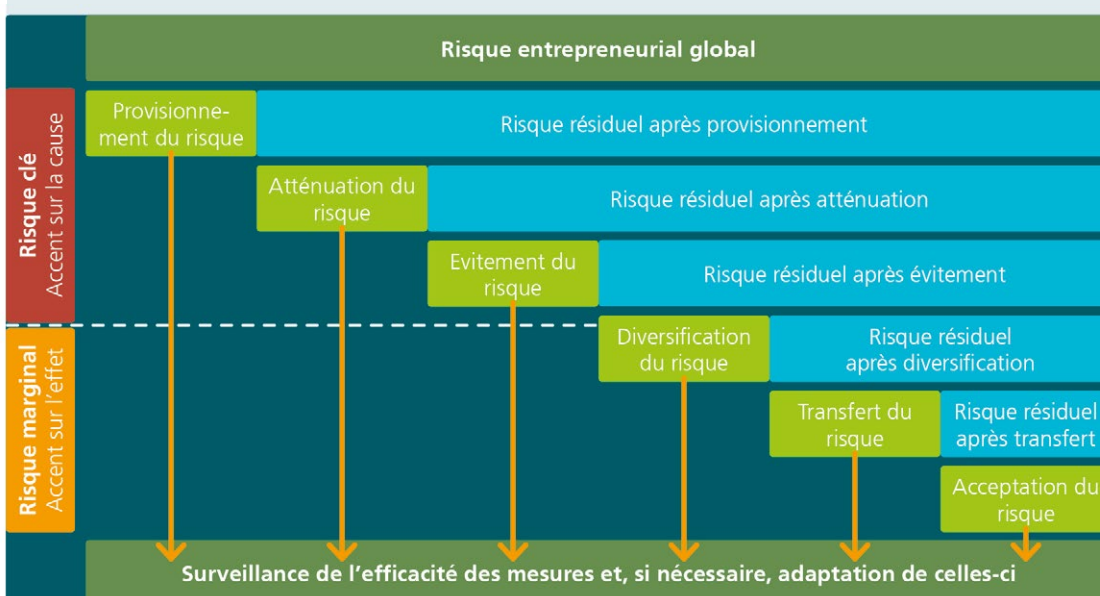 Risque entrepreneurial global
Risque clé
Accent sur la cause
Provisionne-
ment du risque
Risque résiduel après provisionnement
Atténuation du
risque
Risque résiduel après atténuation
Evitement du
risque
Risque résiduel après évitement
Risque marginal
Accent sur l'effet
Diversification
du risque
Risque résiduel
après diversification
Transfert du
risque
Risque résiduel
après transfert
Acceptation du
risque
Surveillance de l'efficacité des mesures et, si nécessaire, adaptation de celles-ci